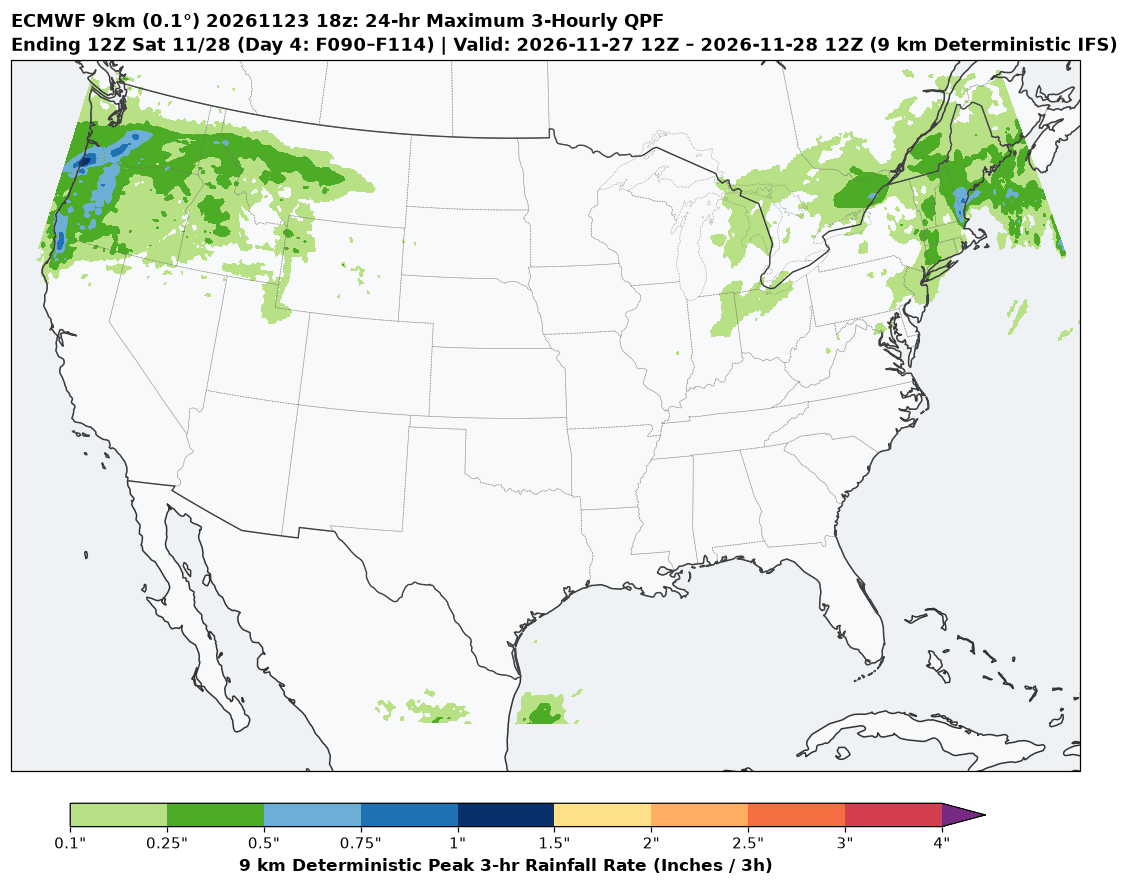 ECMWF 9km (0.1°) 20261123 18z: 24-hr Maximum 3-Hourly QPF
Ending 12Z Sat 11/28 (Day 4: F090–F114) | Valid: 2026-11-27 12Z – 2026-11-28 12Z (9 km Deterministic IFS)
0.1" 0.25" 0.5" 0.75" 1" 1.5" 2" 2.5" 3" 4"
9 km Deterministic Peak 3-hr Rainfall Rate (Inches / 3h)